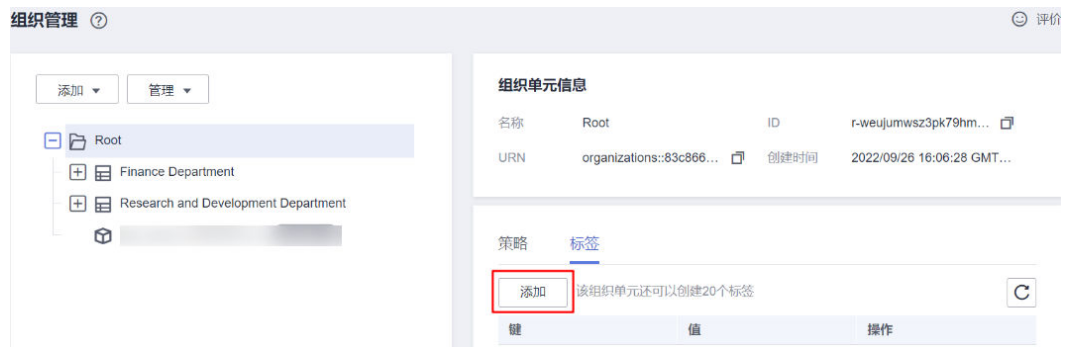 组织管理
评价
添加 管理
Root
Finance Department
Research and Development Department
组织单元信息
名称 Root ID r-weujumwsz3pk79hm...
URN organizations::83c866... 创建时间 2022/09/26 16:06:28 GMT...
策略 标签
添加 该组织单元还可以创建20个标签
键 值 操作